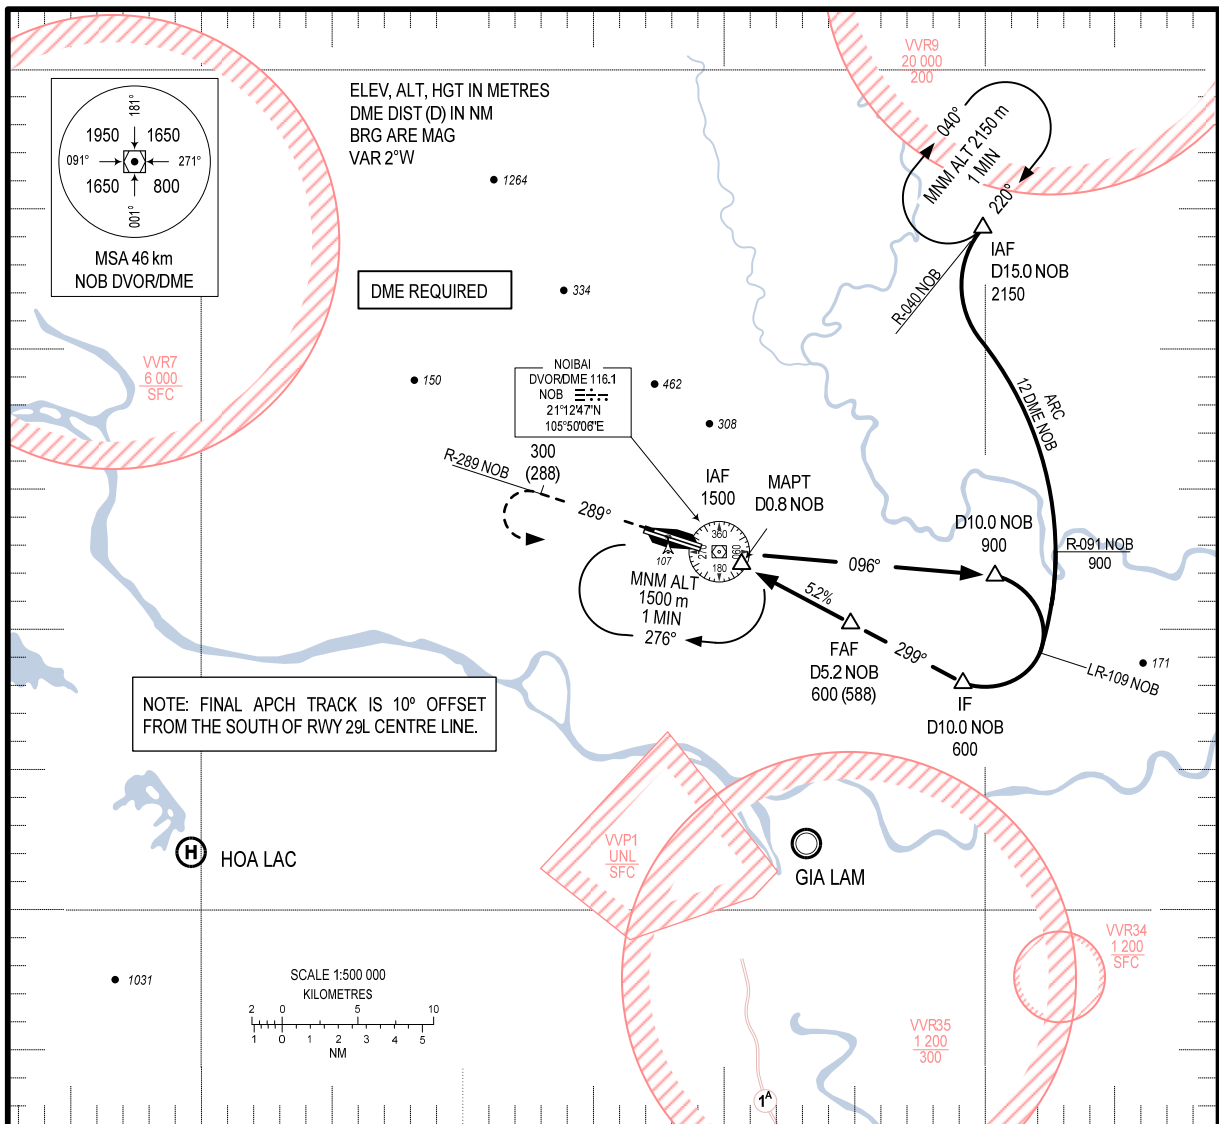 VVR9
20 000
200
181°
1950 1650
091° 271°
1650 800
001°
MSA 46 km
NOB DVOR/DME
ELEV, ALT, HGT IN METRES
DME DIST (D) IN NM
BRG ARE MAG
VAR 2°W
1264
040°
MNM ALT 2150 m
1 MIN
220°
IAF
D15.0 NOB
2150
R-040 NOB
DME REQUIRED
334
VVR7
6 000
SFC
150
NOIBAI
DVOR/DME 116.1
NOB
21°12'47"N
105°50'06"E
462
308
ARC
12 DME NOB
R-289 NOB
300
(288)
289°
IAF
1500
MAPT
D0.8 NOB
360
090
180
270
107
D10.0 NOB
900
R-091 NOB
900
096°
MNM ALT
1500 m
1 MIN
276°
5.2%
FAF
D5.2 NOB
600 (588)
299°
IF
D10.0 NOB
600
LR-109 NOB
171
NOTE: FINAL APCH TRACK IS 10° OFFSET
FROM THE SOUTH OF RWY 29L CENTRE LINE.
H
HOA LAC
VVP1
UNL
SFC
GIA LAM
VVR34
1 200
SFC
1031
SCALE 1:500 000
KILOMETRES
2 0 5 10
1 0 1 2 3 4 5
NM
VVR35
1 200
300
1A